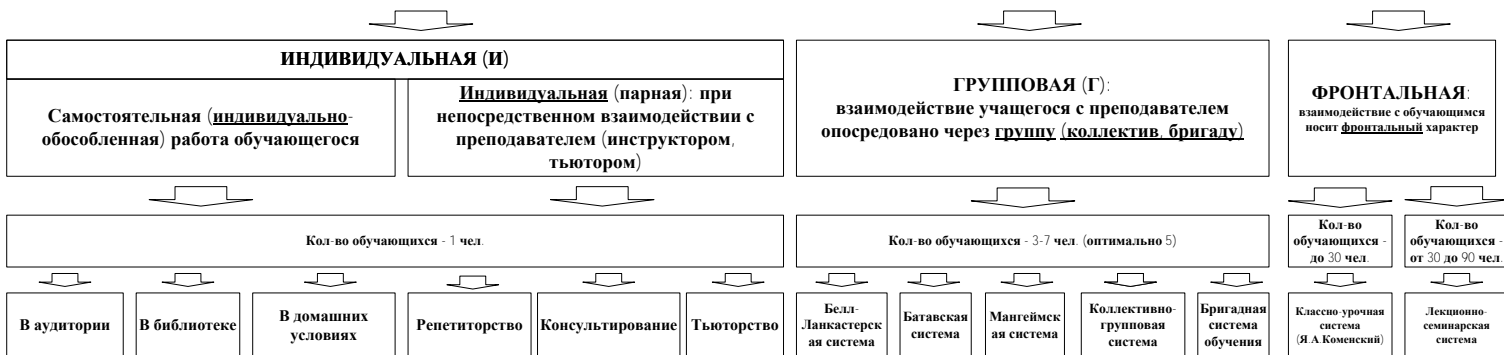 ИНДИВИДУАЛЬНАЯ (И)
Самостоятельная (индивидуально-
обособленная) работа обучающегося
Индивидуальная (парная): при
непосредственном взаимодействии с
преподавателем (инструктором,
тьютором)
ГРУППОВАЯ (Г):
взаимодействие учащегося с преподавателем
опосредовано через группу (коллектив, бригаду)
ФРОНТАЛЬНАЯ:
взаимодействие с обучающимся
носит фронтальный характер
Кол-во обучающихся - 1 чел.
Кол-во обучающихся - 3-7 чел. (оптимально 5)
Кол-во
обучающихся -
до 30 чел.
Кол-во
обучающихся -
от 30 до 90 чел.
В аудитории
В библиотеке
В домашних
условиях
Репетиторство
Консультирование
Тьюторство
Белл-
Ланкастерск
ая система
Батавская
система
Мангеймск
ая система
Коллективно-
групповая
система
Бригадная
система
обучения
Классно-урочная
система
(Я.А.Коменский)
Лекционно-
семинарская
система